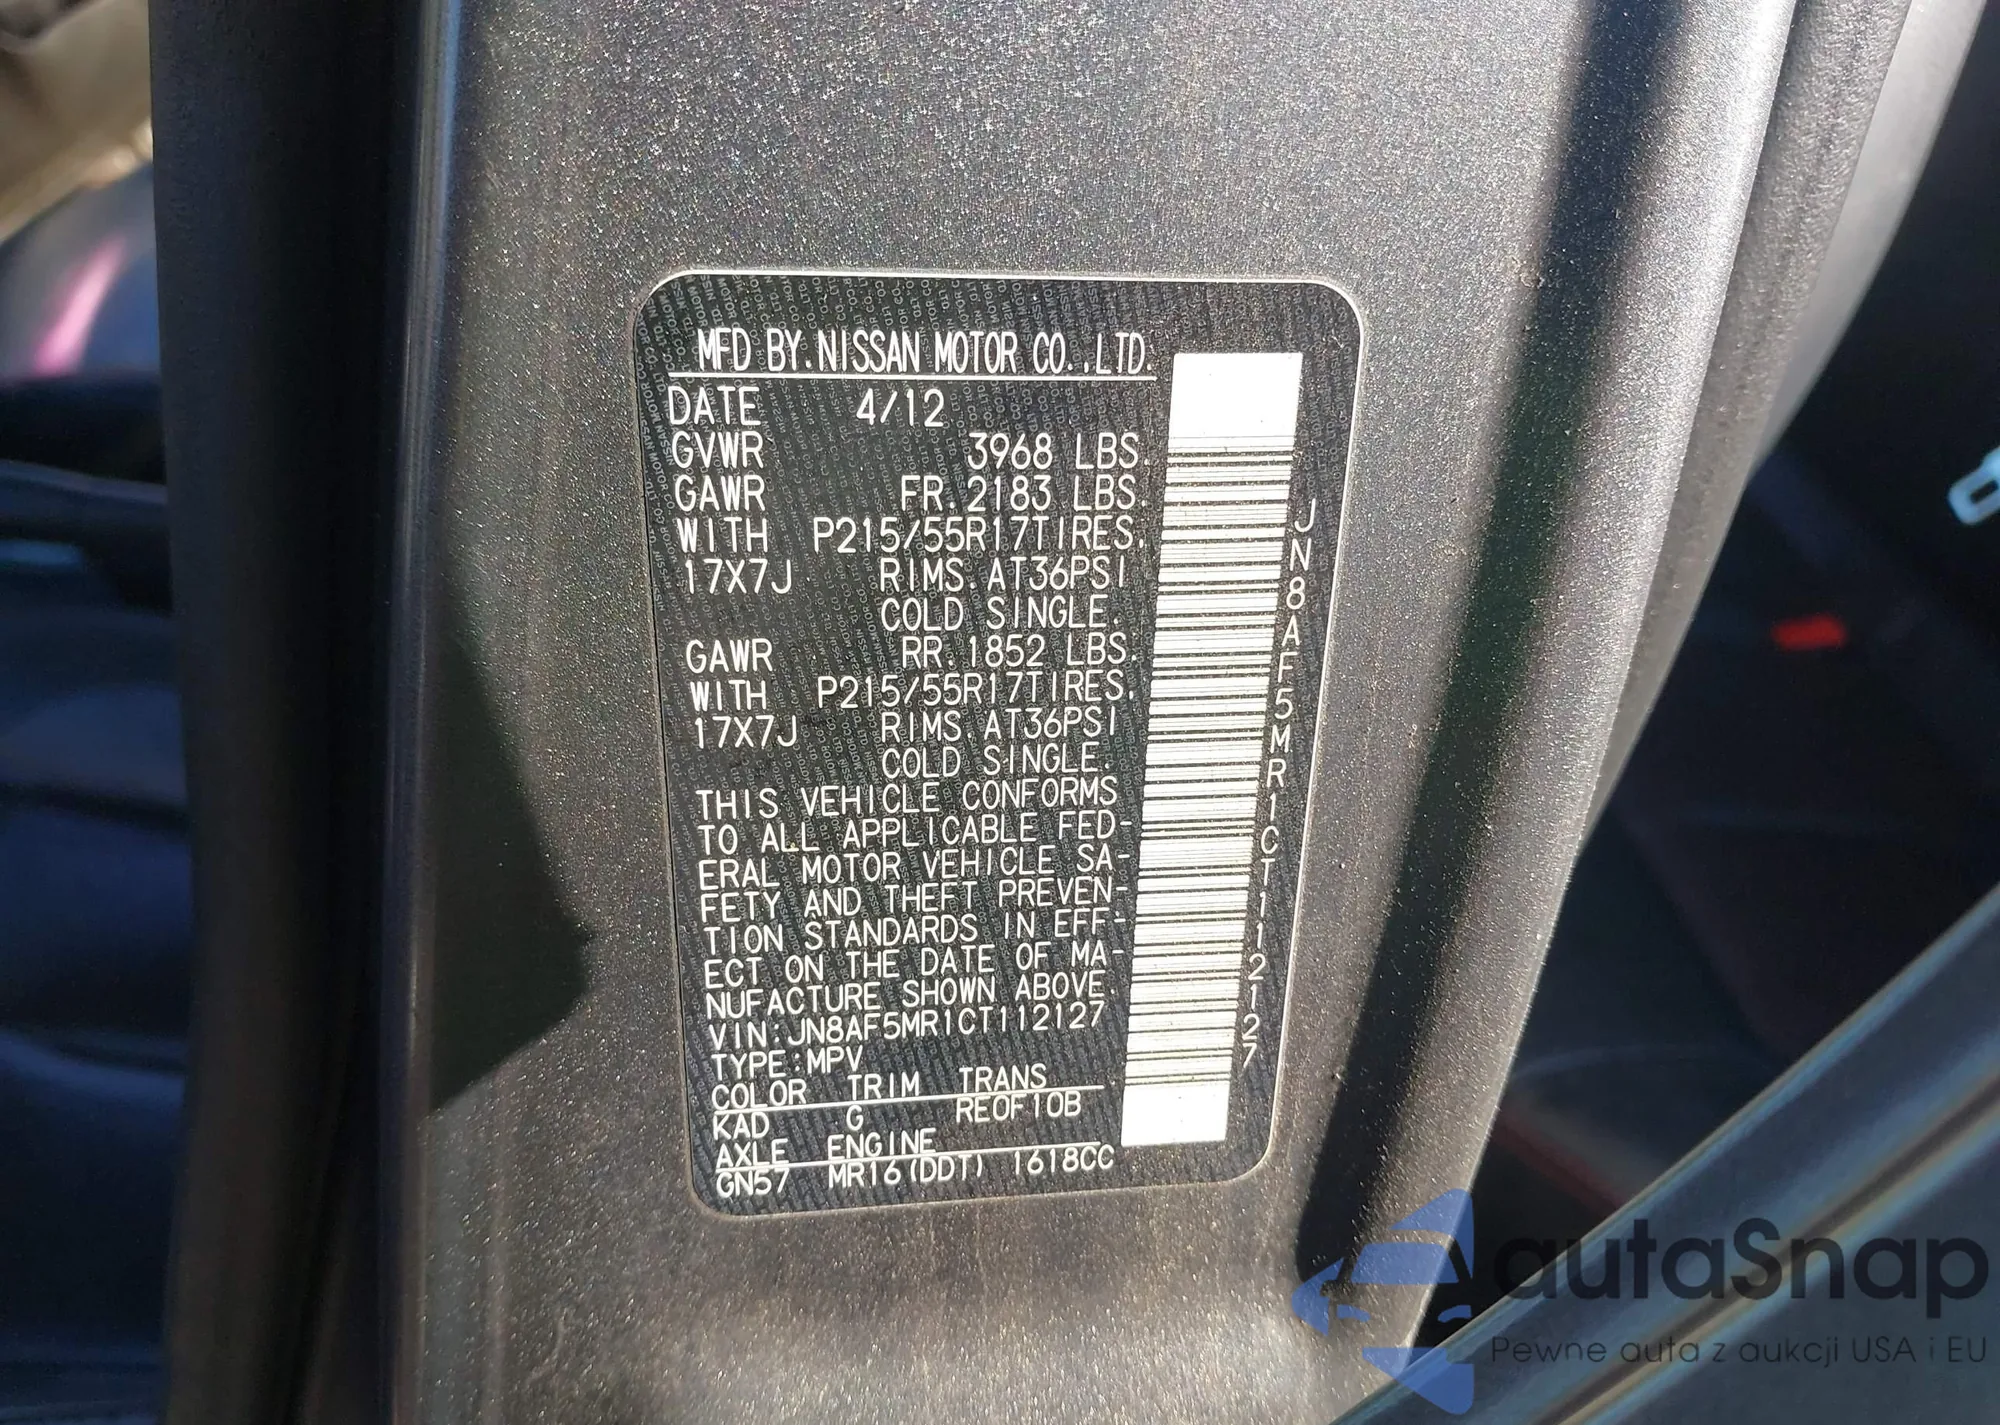 MFD BY.NISSAN MOTOR CO.,LTD.
DATE 4/12
GVWR 3968 LBS.
GAWR FR.2183 LBS.
WITH P215/55R17TIRES.
17X7J RIMS.AT36PSI
COLD SINGLE.
GAWR RR.1852 LBS.
WITH P215/55R17TIRES.
17X7J RIMS.AT36PSI
COLD SINGLE.
THIS VEHICLE CONFORMS
TO ALL APPLICABLE FED-
ERAL MOTOR VEHICLE SA-
FETY AND THEFT PREVEN-
TION STANDARDS IN EFF-
ECT ON THE DATE OF MA-
NUFACTURE SHOWN ABOVE.
VIN:JN8AF5MR1CT112127
TYPE:MPV
COLOR TRIM TRANS
KAD G RE0F10B
AXLE ENGINE
GN57 MR16(DDT) 1618CC
JN8AF5MR1CT112127
autaSnap
Pewne auta z aukcji USA i EU